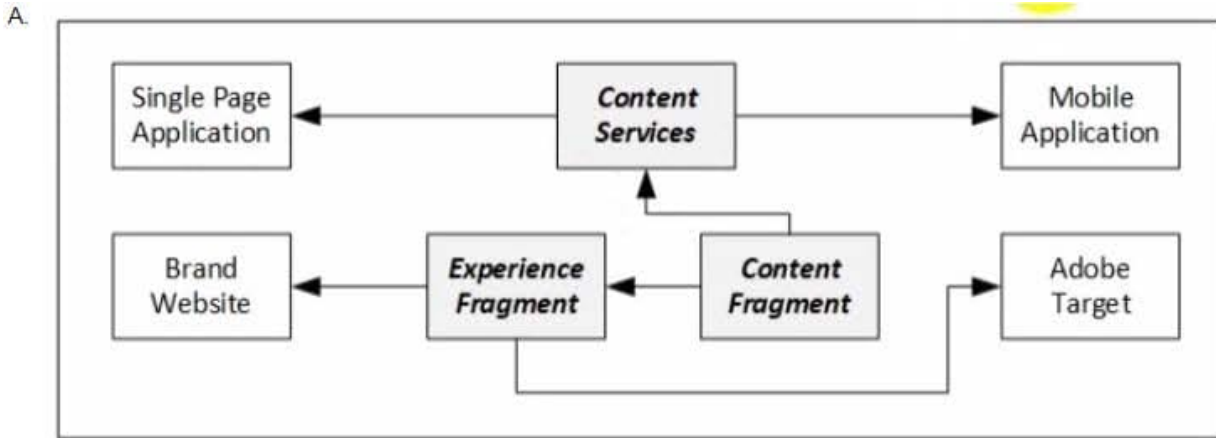 A.
Single Page
Application
Content
Services
Mobile
Application
Brand
Website
Experience
Fragment
Content
Fragment
Adobe
Target